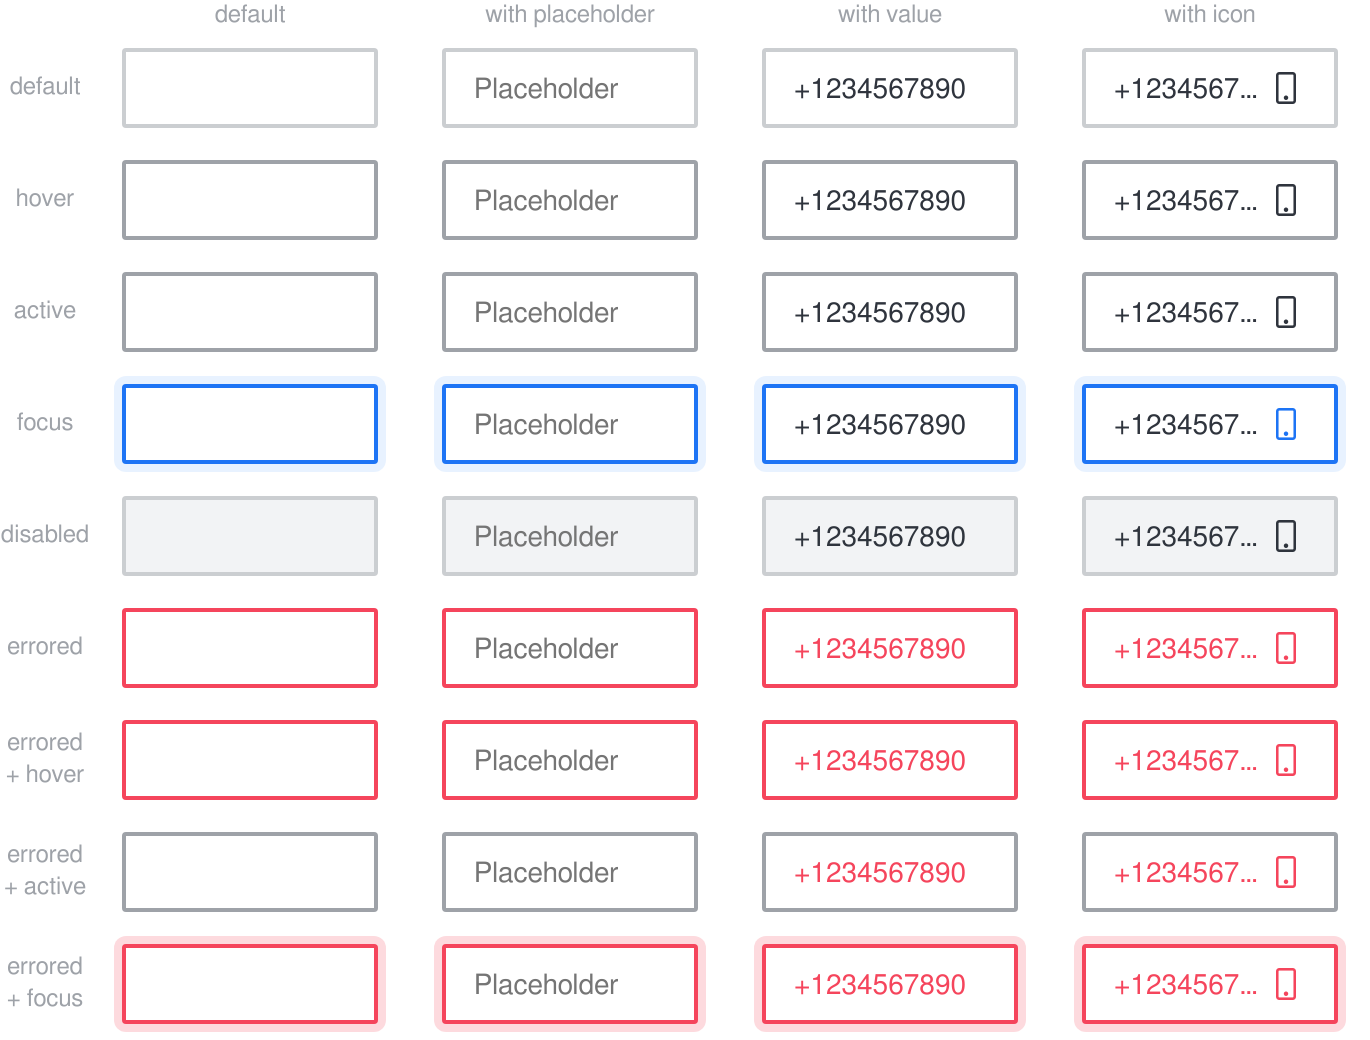 default with placeholder with value with icon
default Placeholder +1234567890 +1234567...
hover Placeholder +1234567890 +1234567...
active Placeholder +1234567890 +1234567...
focus Placeholder +1234567890 +1234567...
disabled Placeholder +1234567890 +1234567...
errored Placeholder +1234567890 +1234567...
errored
+ hover Placeholder +1234567890 +1234567...
errored
+ active Placeholder +1234567890 +1234567...
errored
+ focus Placeholder +1234567890 +1234567...